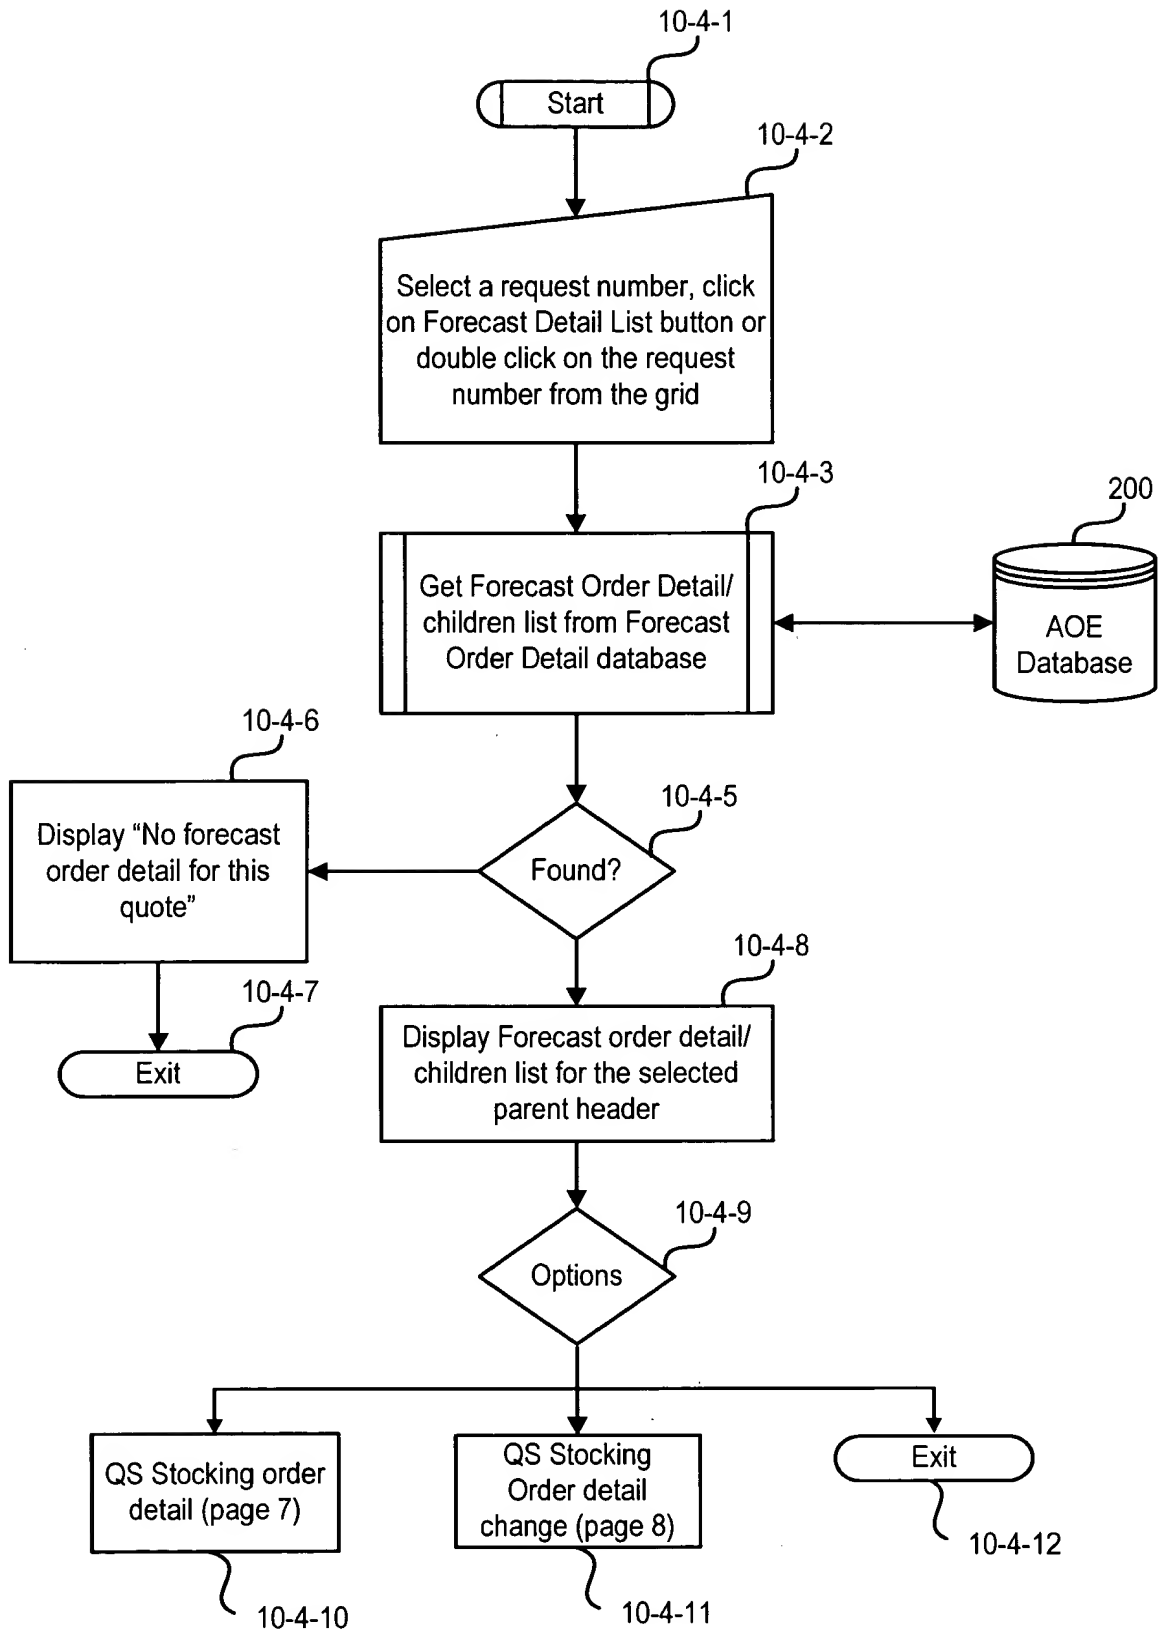 10-4-1
Start
10-4-2
Select a request number, click
on Forecast Detail List button or
double click on the request
number from the grid
10-4-3
200
Get Forecast Order Detail/
children list from Forecast
Order Detail database
AOE
Database
10-4-6
10-4-5
Display “No forecast
order detail for this
quote”
Found?
10-4-8
10-4-7
Exit
Display Forecast order detail/
children list for the selected
parent header
10-4-9
Options
QS Stocking order
detail (page 7)
QS Stocking
Order detail
change (page 8)
Exit
10-4-12
10-4-10
10-4-11